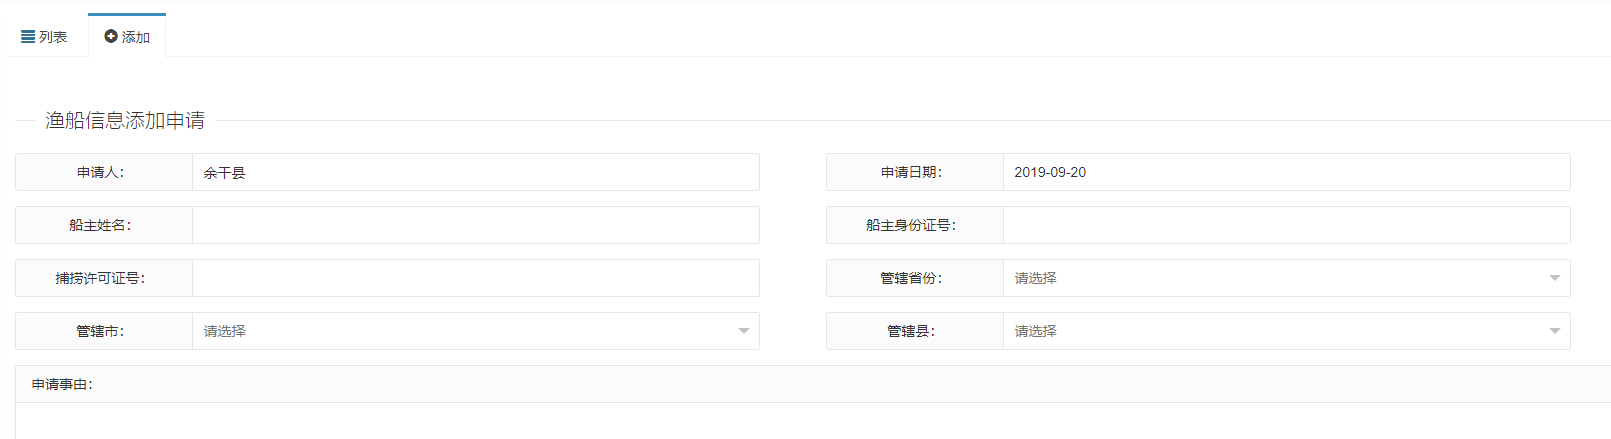 列表 添加
渔船信息添加申请
申请人： 余干县 申请日期： 2019-09-20
船主姓名： 船主身份证号：
捕捞许可证号： 管辖省份： 请选择
管辖市： 请选择 管辖县： 请选择
申请事由：